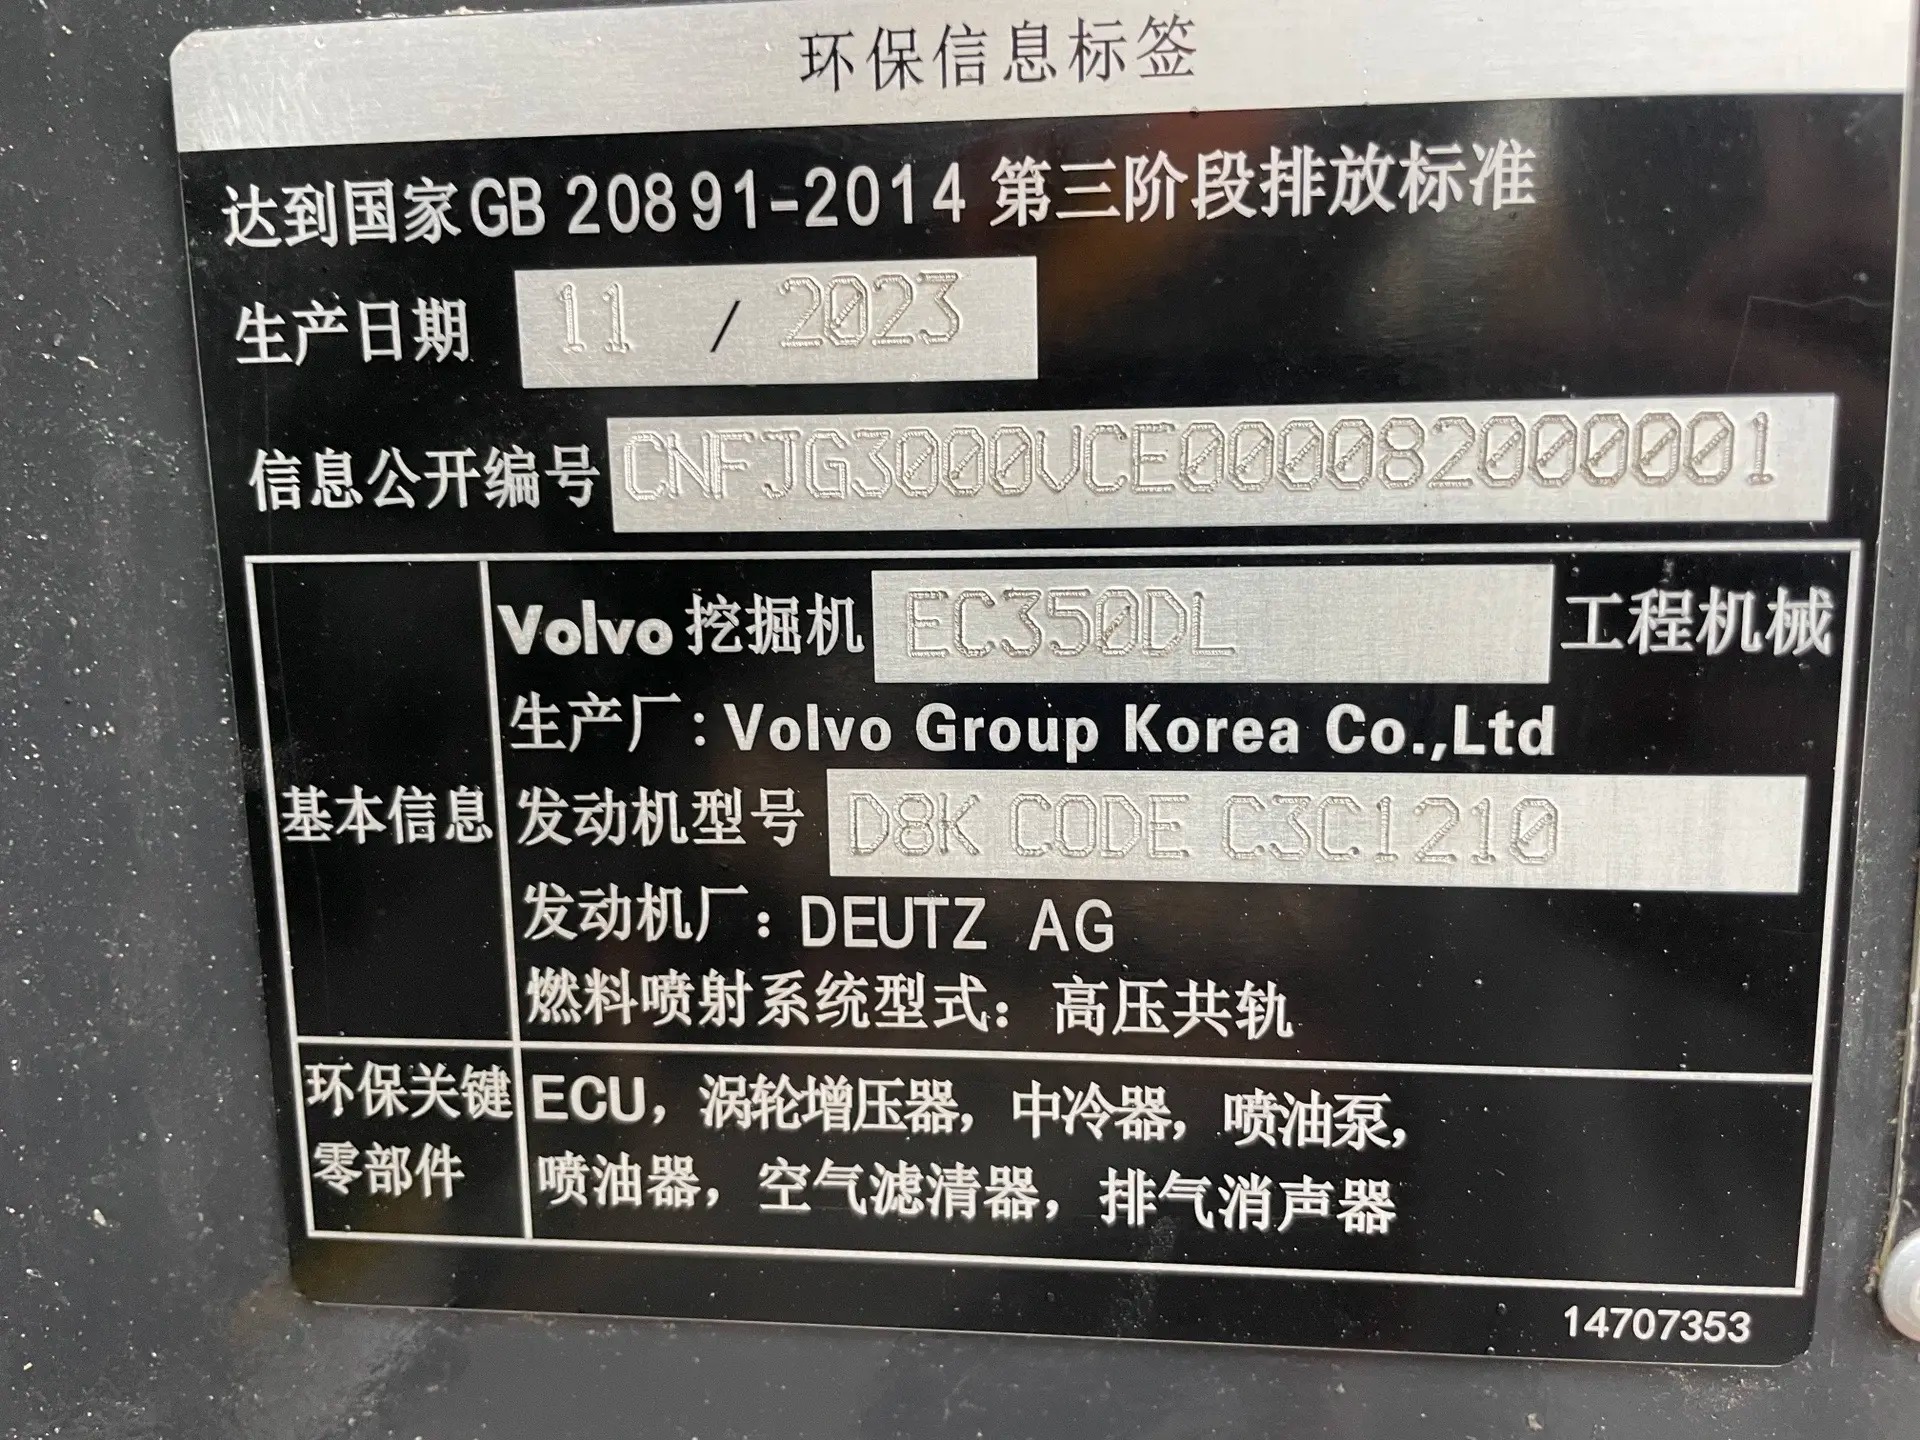 环保信息标签
达到国家GB 20891-2014 第三阶段排放标准
生产日期 11 / 2023
信息公开编号 CNFJG3000VCE000082000001
Volvo 挖掘机 EC350DL 工程机械
生产厂: Volvo Group Korea Co.,Ltd
基本信息 发动机型号 D8K CODE C3C1210
发动机厂: DEUTZ AG
燃料喷射系统型式: 高压共轨
环保关键 ECU, 涡轮增压器, 中冷器, 喷油泵,
零部件 喷油器, 空气滤清器, 排气消声器
14707353